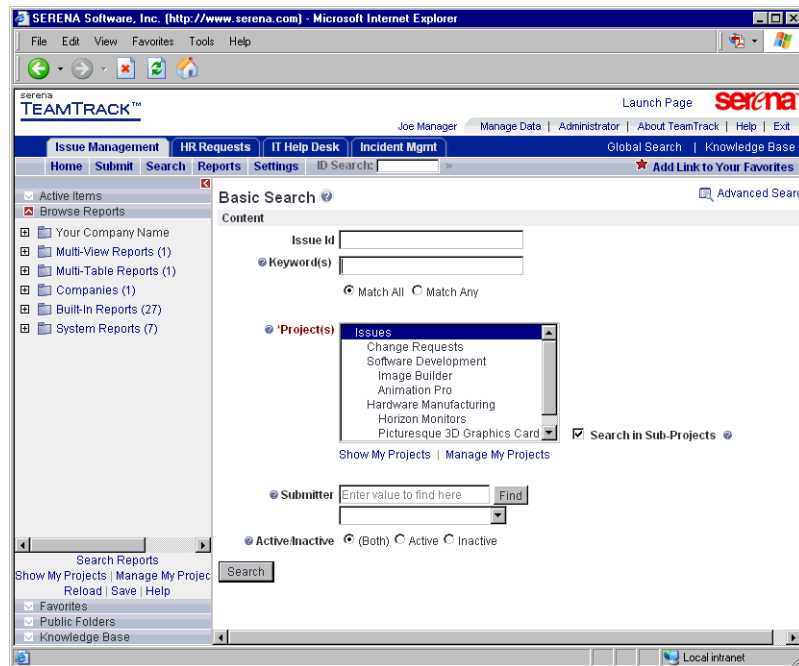 SERENA Software, Inc. (http://www.serena.com) - Microsoft Internet Explorer
File Edit View Favorites Tools Help
serena
TEAMTRACK™
Launch Page serena
Joe Manager Manage Data | Administrator | About TeamTrack | Help | Exit
Issue Management HR Requests IT Help Desk Incident Mgmt Global Search | Knowledge Base
Home Submit Search Reports Settings ID Search: » Add Link to Your Favorites
Active Items
Browse Reports
Your Company Name
Multi-View Reports (1)
Multi-Table Reports (1)
Companies (1)
Built-In Reports (27)
System Reports (7)
Search Reports
Show My Projects | Manage My Projec
Reload | Save | Help
Favorites
Public Folders
Knowledge Base
Basic Search
Advanced Sear
Content
Issue Id
Keyword(s)
Match All Match Any
*Project(s)
Issues
Change Requests
Software Development
Image Builder
Animation Pro
Hardware Manufacturing
Horizon Monitors
Picturesque 3D Graphics Card
Search in Sub-Projects
Show My Projects | Manage My Projects
Submitter Enter value to find here Find
Active/Inactive (Both) Active Inactive
Search
Local intranet